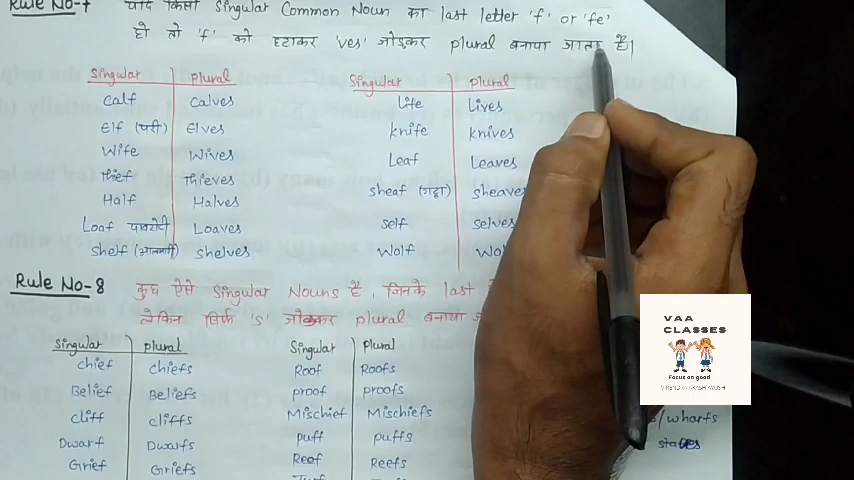 Rule No-7 यदि किसी Singular Common Noun का last letter 'f' or 'fe'
हो तो 'f' को हटाकर 'ves' जोड़कर plural बनाया जाता है।
Singular Plural Singular Plural
Calf Calves Life Lives
Elf (परी) Elves Knife Knives
Wife Wives Leaf Leaves
Thief Thieves Sheaf (गट्ठा) Sheaves
Half Halves
Loaf पावरोटी Loaves Self Selves
Shelf (आलमारी) Shelves Wolf
Rule No-8 कुछ ऐसे Singular Nouns है, जिनके last
लेकिन सिर्फ 's' जोड़कर plural बनाया
Singular Plural Singular Plural
Chief Chiefs Roof Roofs
Belief Beliefs Proof Proofs
Cliff Cliffs Mischief Mischiefs /wharfs
Dwarf Dwarfs Puff Puffs
Grief Griefs Reef Reefs
VAA
CLASSES
Focus on good